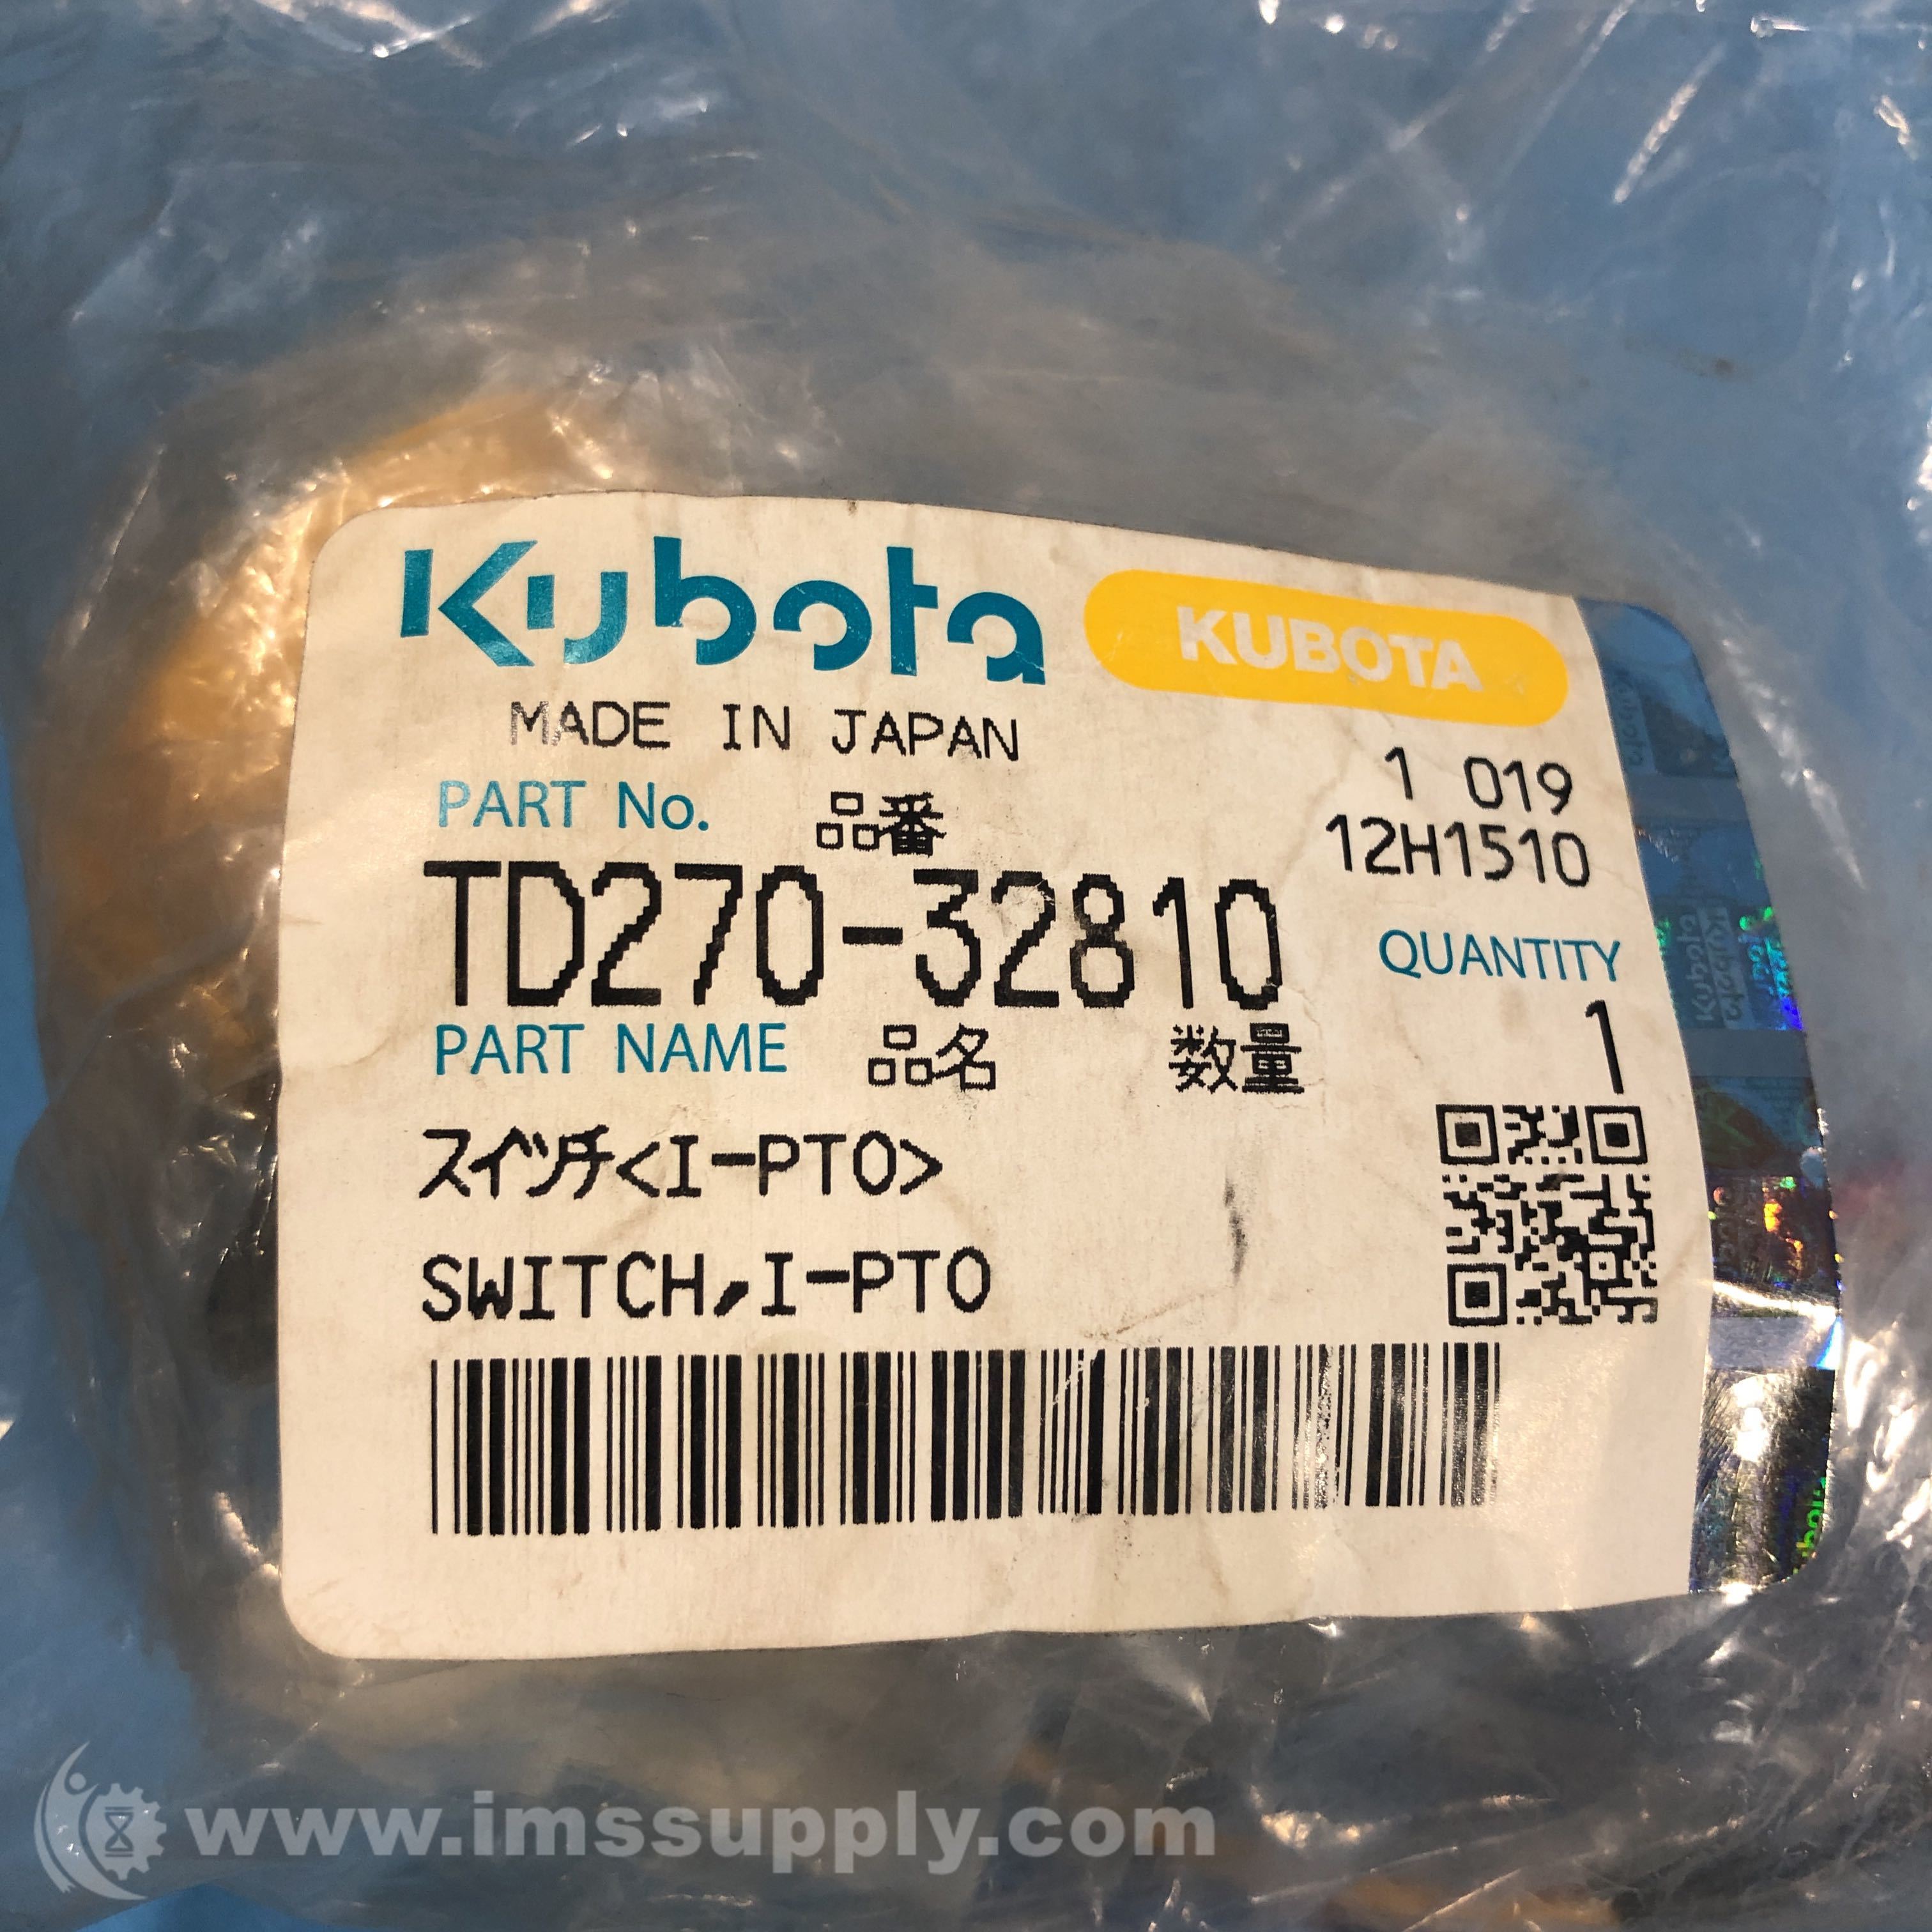 Kubota KUBOTA
MADE IN JAPAN
1 019
PART No. 品番
12H1510
TD270-32810
QUANTITY
PART NAME 品名 数量 1
スイッチ<I-PTO>
SWITCH,I-PTO
www.imssupply.com